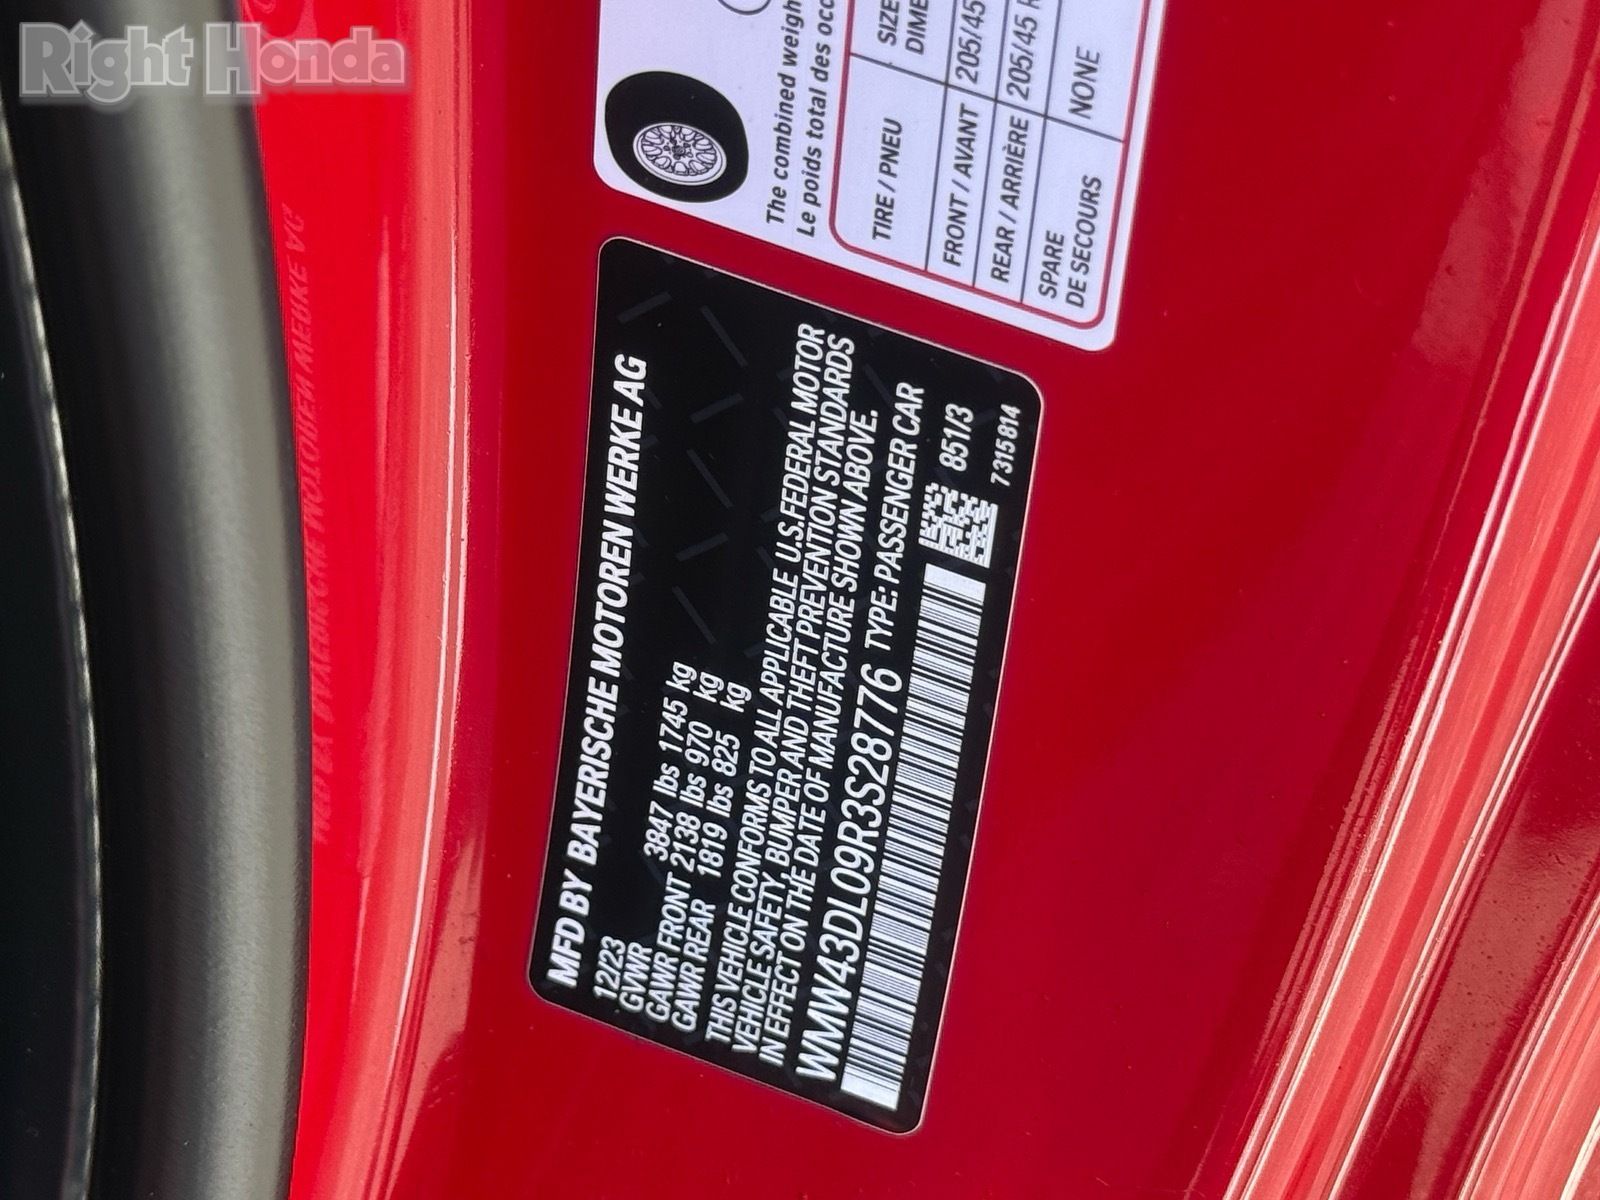 Right Honda
The combined weigh
Le poids total des occ
TIRE / PNEU
SIZE
DIME
FRONT / AVANT
205/45
REAR / ARRIÈRE
205/45 R
SPARE
DE SECOURS
NONE
MFD BY BAYERISCHE MOTOREN WERKE AG
12/23
GVWR 3847 lbs 1745 kg
GAWR FRONT 2138 lbs 970 kg
GAWR REAR 1819 lbs 825 kg
THIS VEHICLE CONFORMS TO ALL APPLICABLE U.S.FEDERAL MOTOR
VEHICLE SAFETY, BUMPER AND THEFT PREVENTION STANDARDS
IN EFFECT ON THE DATE OF MANUFACTURE SHOWN ABOVE.
WMW43DL09R3S28776 TYPE: PASSENGER CAR
851/3
7315814